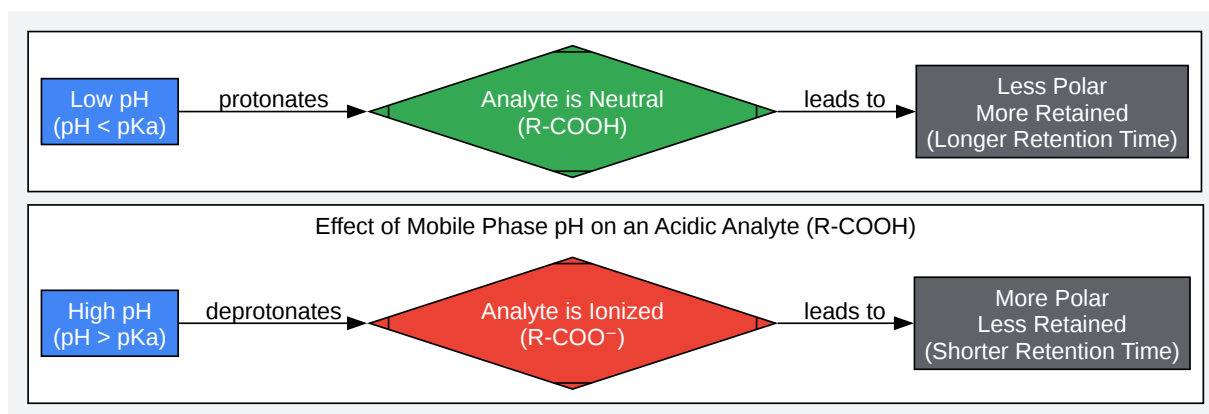 Low pH
(pH < pKa)
protonates
Analyte is Neutral
(R-COOH)
leads to
Less Polar
More Retained
(Longer Retention Time)
Effect of Mobile Phase pH on an Acidic Analyte (R-COOH)
High pH
(pH > pKa)
deprotonates
Analyte is Ionized
(R-COO⁻)
leads to
More Polar
Less Retained
(Shorter Retention Time)